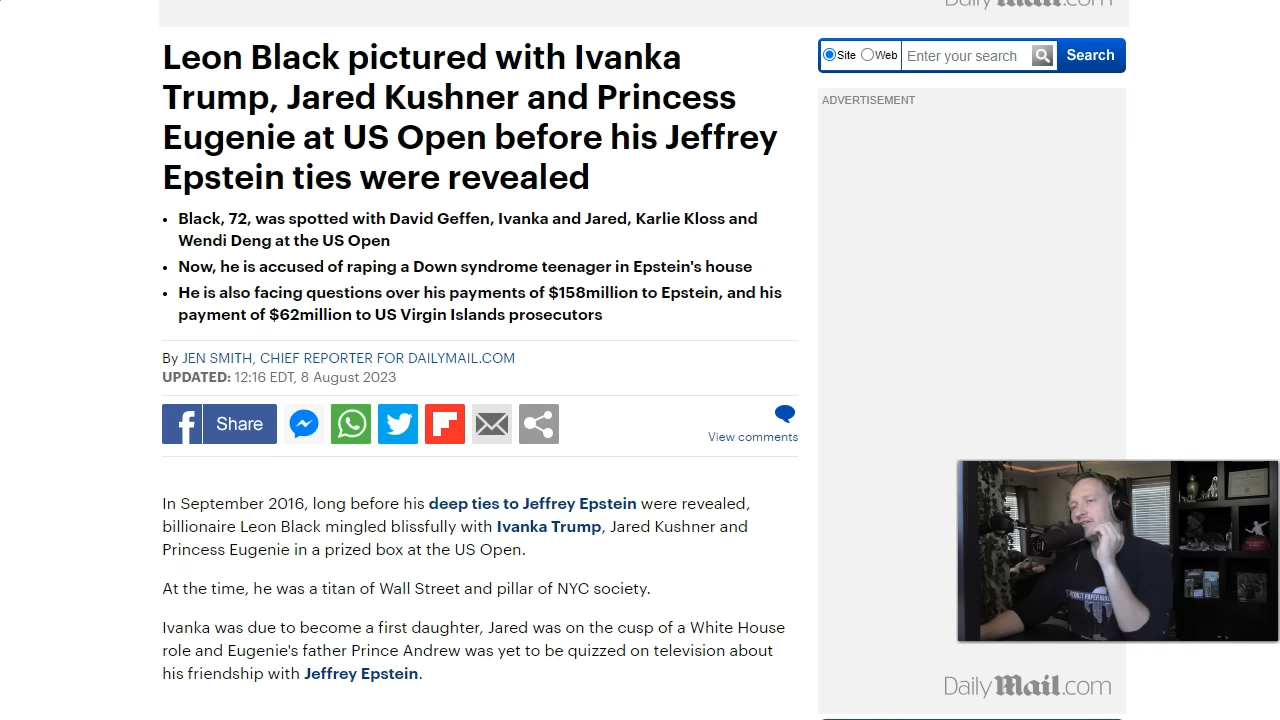 Daily Mail.com
Leon Black pictured with Ivanka
Trump, Jared Kushner and Princess
Eugenie at US Open before his Jeffrey
Epstein ties were revealed
• Black, 72, was spotted with David Geffen, Ivanka and Jared, Karlie Kloss and
Wendi Deng at the US Open
• Now, he is accused of raping a Down syndrome teenager in Epstein's house
• He is also facing questions over his payments of $158million to Epstein, and his
payment of $62million to US Virgin Islands prosecutors
By JEN SMITH, CHIEF REPORTER FOR DAILYMAIL.COM
UPDATED: 12:16 EDT, 8 August 2023
f Share
View comments
In September 2016, long before his deep ties to Jeffrey Epstein were revealed,
billionaire Leon Black mingled blissfully with Ivanka Trump, Jared Kushner and
Princess Eugenie in a prized box at the US Open.
At the time, he was a titan of Wall Street and pillar of NYC society.
Ivanka was due to become a first daughter, Jared was on the cusp of a White House
role and Eugenie's father Prince Andrew was yet to be quizzed on television about
his friendship with Jeffrey Epstein.
Site Web Enter your search Search
ADVERTISEMENT
Daily Mail.com